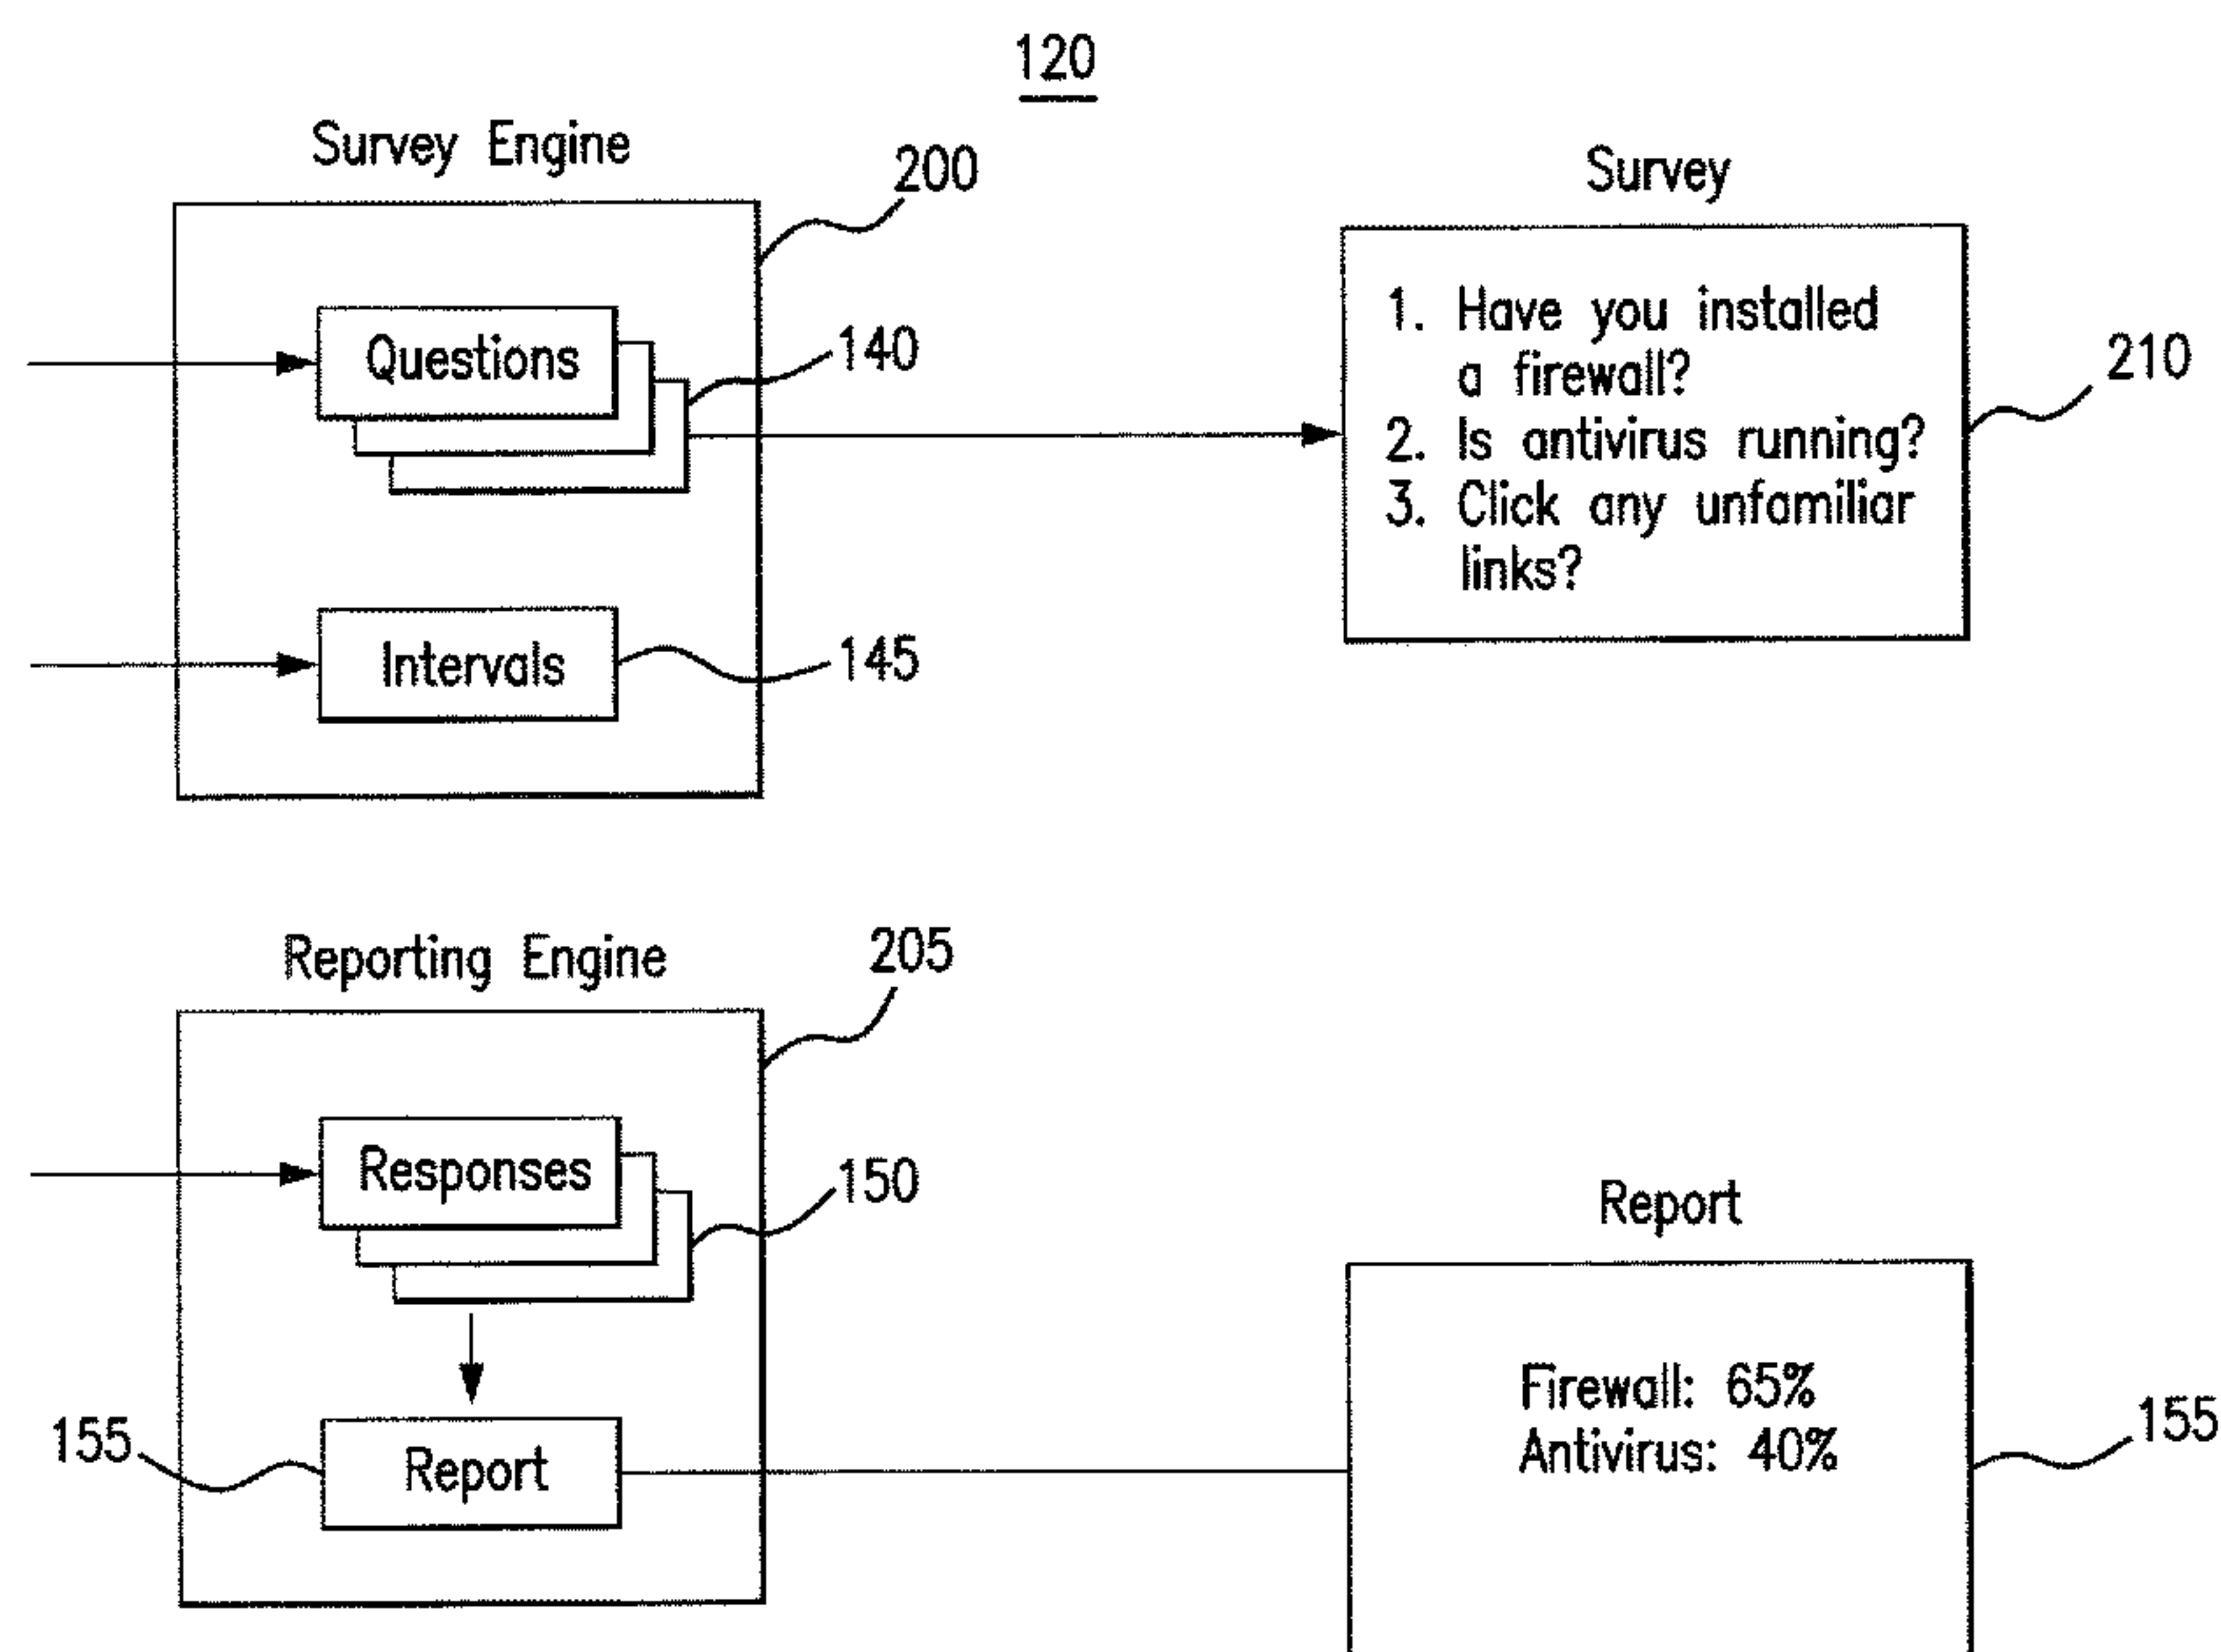 120
Survey Engine
200
Survey
Questions
140
1. Have you installed
a firewall?
2. Is antivirus running?
3. Click any unfamiliar
links?
210
Intervals
145
Reporting Engine
205
Responses
150
Report
155
Report
Firewall: 65%
Antivirus: 40%
155